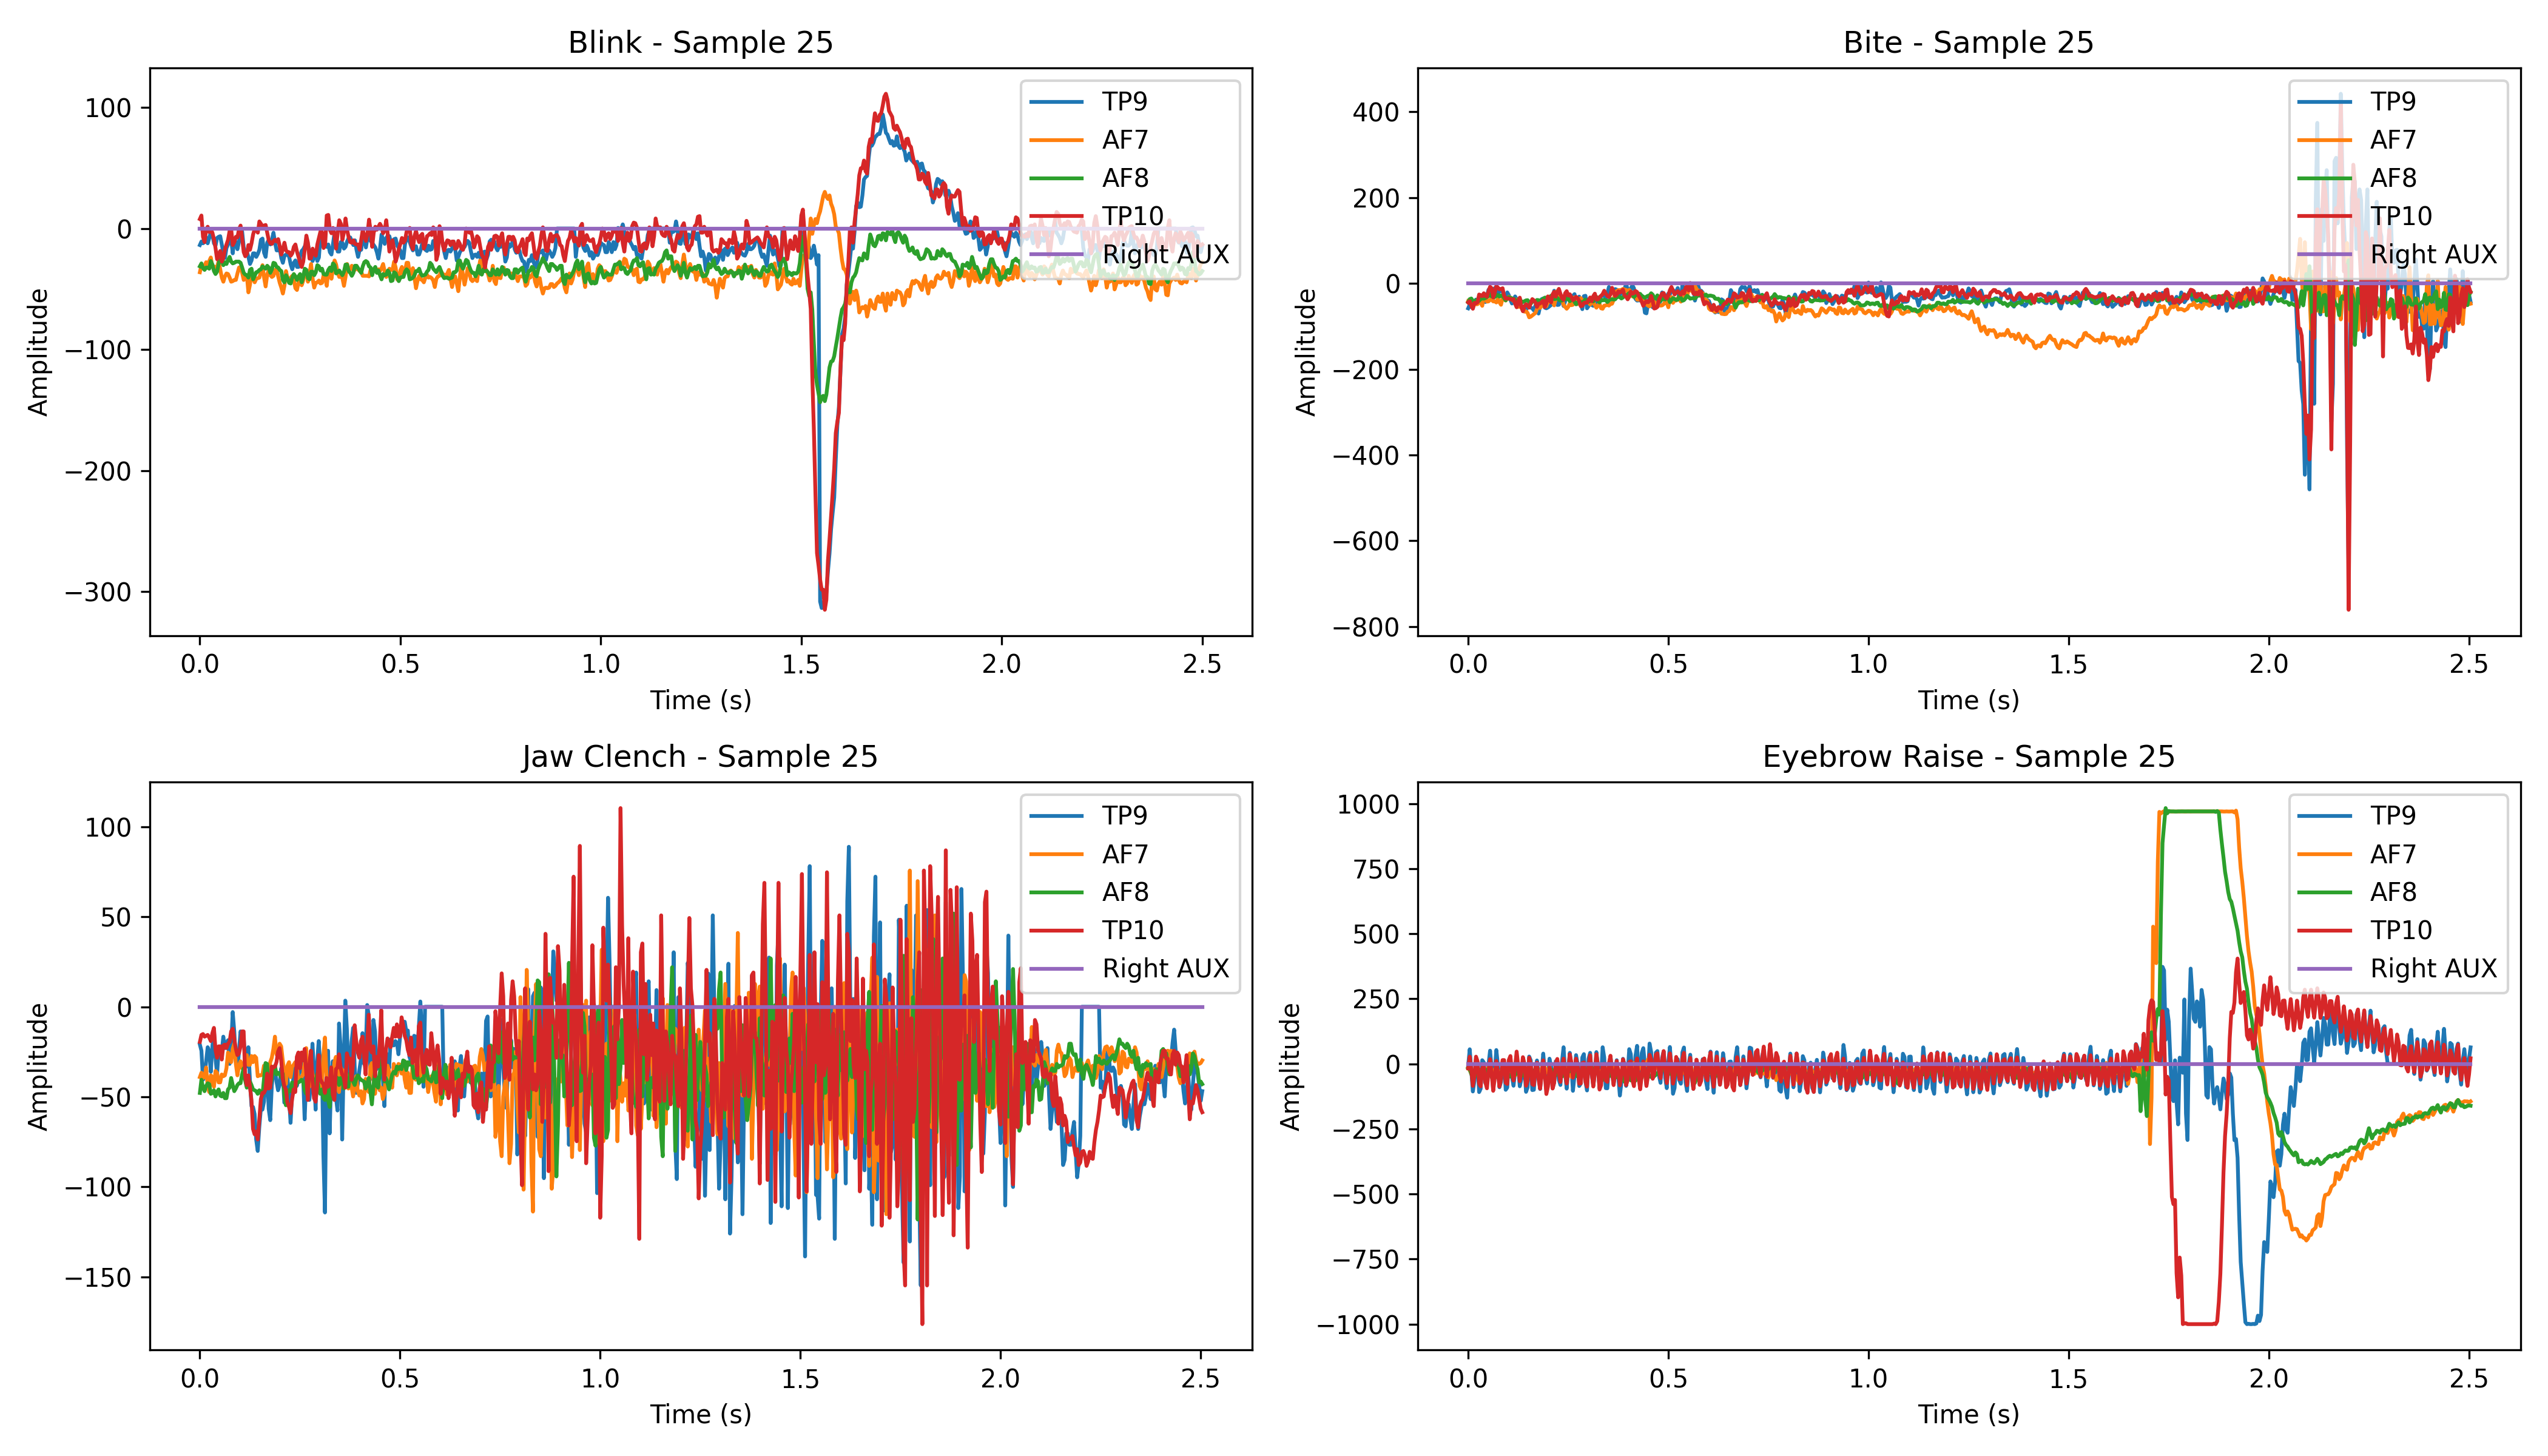 Blink - Sample 25
100
0
−100
−200
−300
Amplitude
0.0 0.5 1.0 1.5 2.0 2.5
Time (s)
TP9
AF7
AF8
TP10
Right AUX
Bite - Sample 25
400
200
0
−200
−400
−600
−800
Amplitude
0.0 0.5 1.0 1.5 2.0 2.5
Time (s)
TP9
AF7
AF8
TP10
Right AUX
Jaw Clench - Sample 25
100
50
0
−50
−100
−150
Amplitude
0.0 0.5 1.0 1.5 2.0 2.5
Time (s)
TP9
AF7
AF8
TP10
Right AUX
Eyebrow Raise - Sample 25
1000
750
500
250
0
−250
−500
−750
−1000
Amplitude
0.0 0.5 1.0 1.5 2.0 2.5
Time (s)
TP9
AF7
AF8
TP10
Right AUX